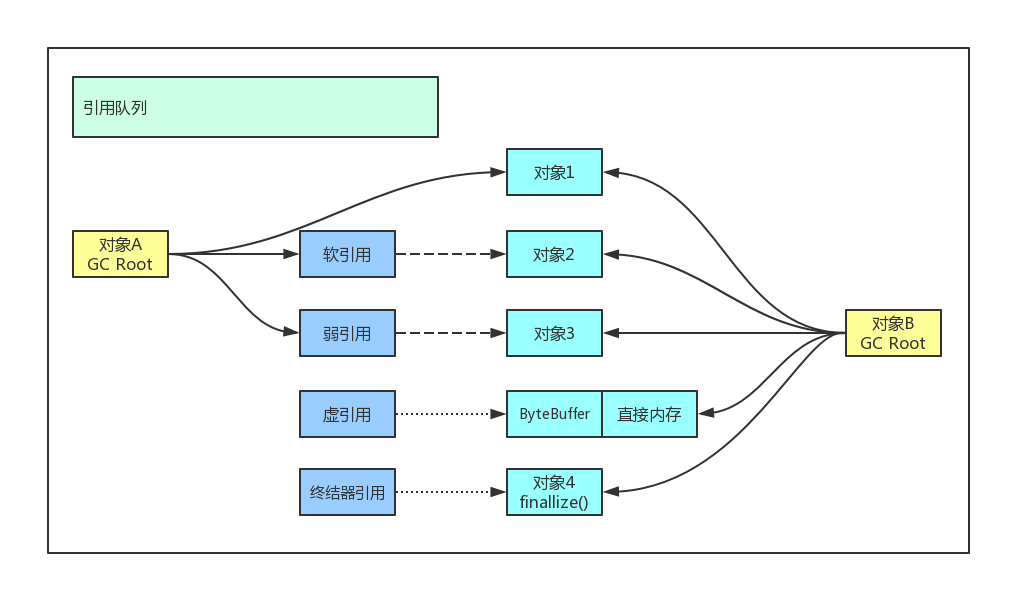 引用队列
对象1
对象A
GC Root
软引用
对象2
弱引用
对象3
对象B
GC Root
虚引用
ByteBuffer
直接内存
终结器引用
对象4
finallize()